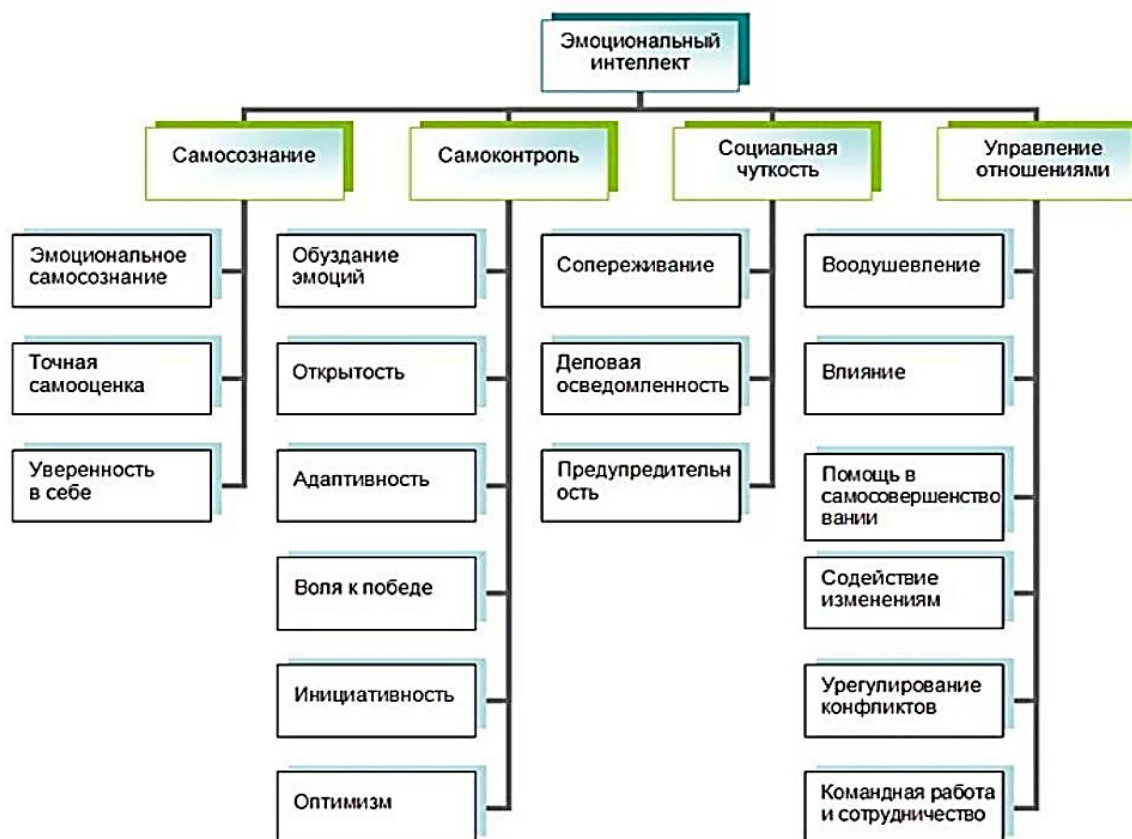 Эмоциональный
интеллект
Самосознание
Самоконтроль
Социальная
чуткость
Управление
отношениями
Эмоциональное
самосознание
Точная
самооценка
Уверенность
в себе
Обуздание
эмоций
Открытость
Адаптивность
Воля к победе
Инициативность
Оптимизм
Сопереживание
Деловая
осведомленность
Предупредительн
ость
Воодушевление
Влияние
Помощь в
самосовершенство
вании
Содействие
изменениям
Урегулирование
конфликтов
Командная работа
и сотрудничество